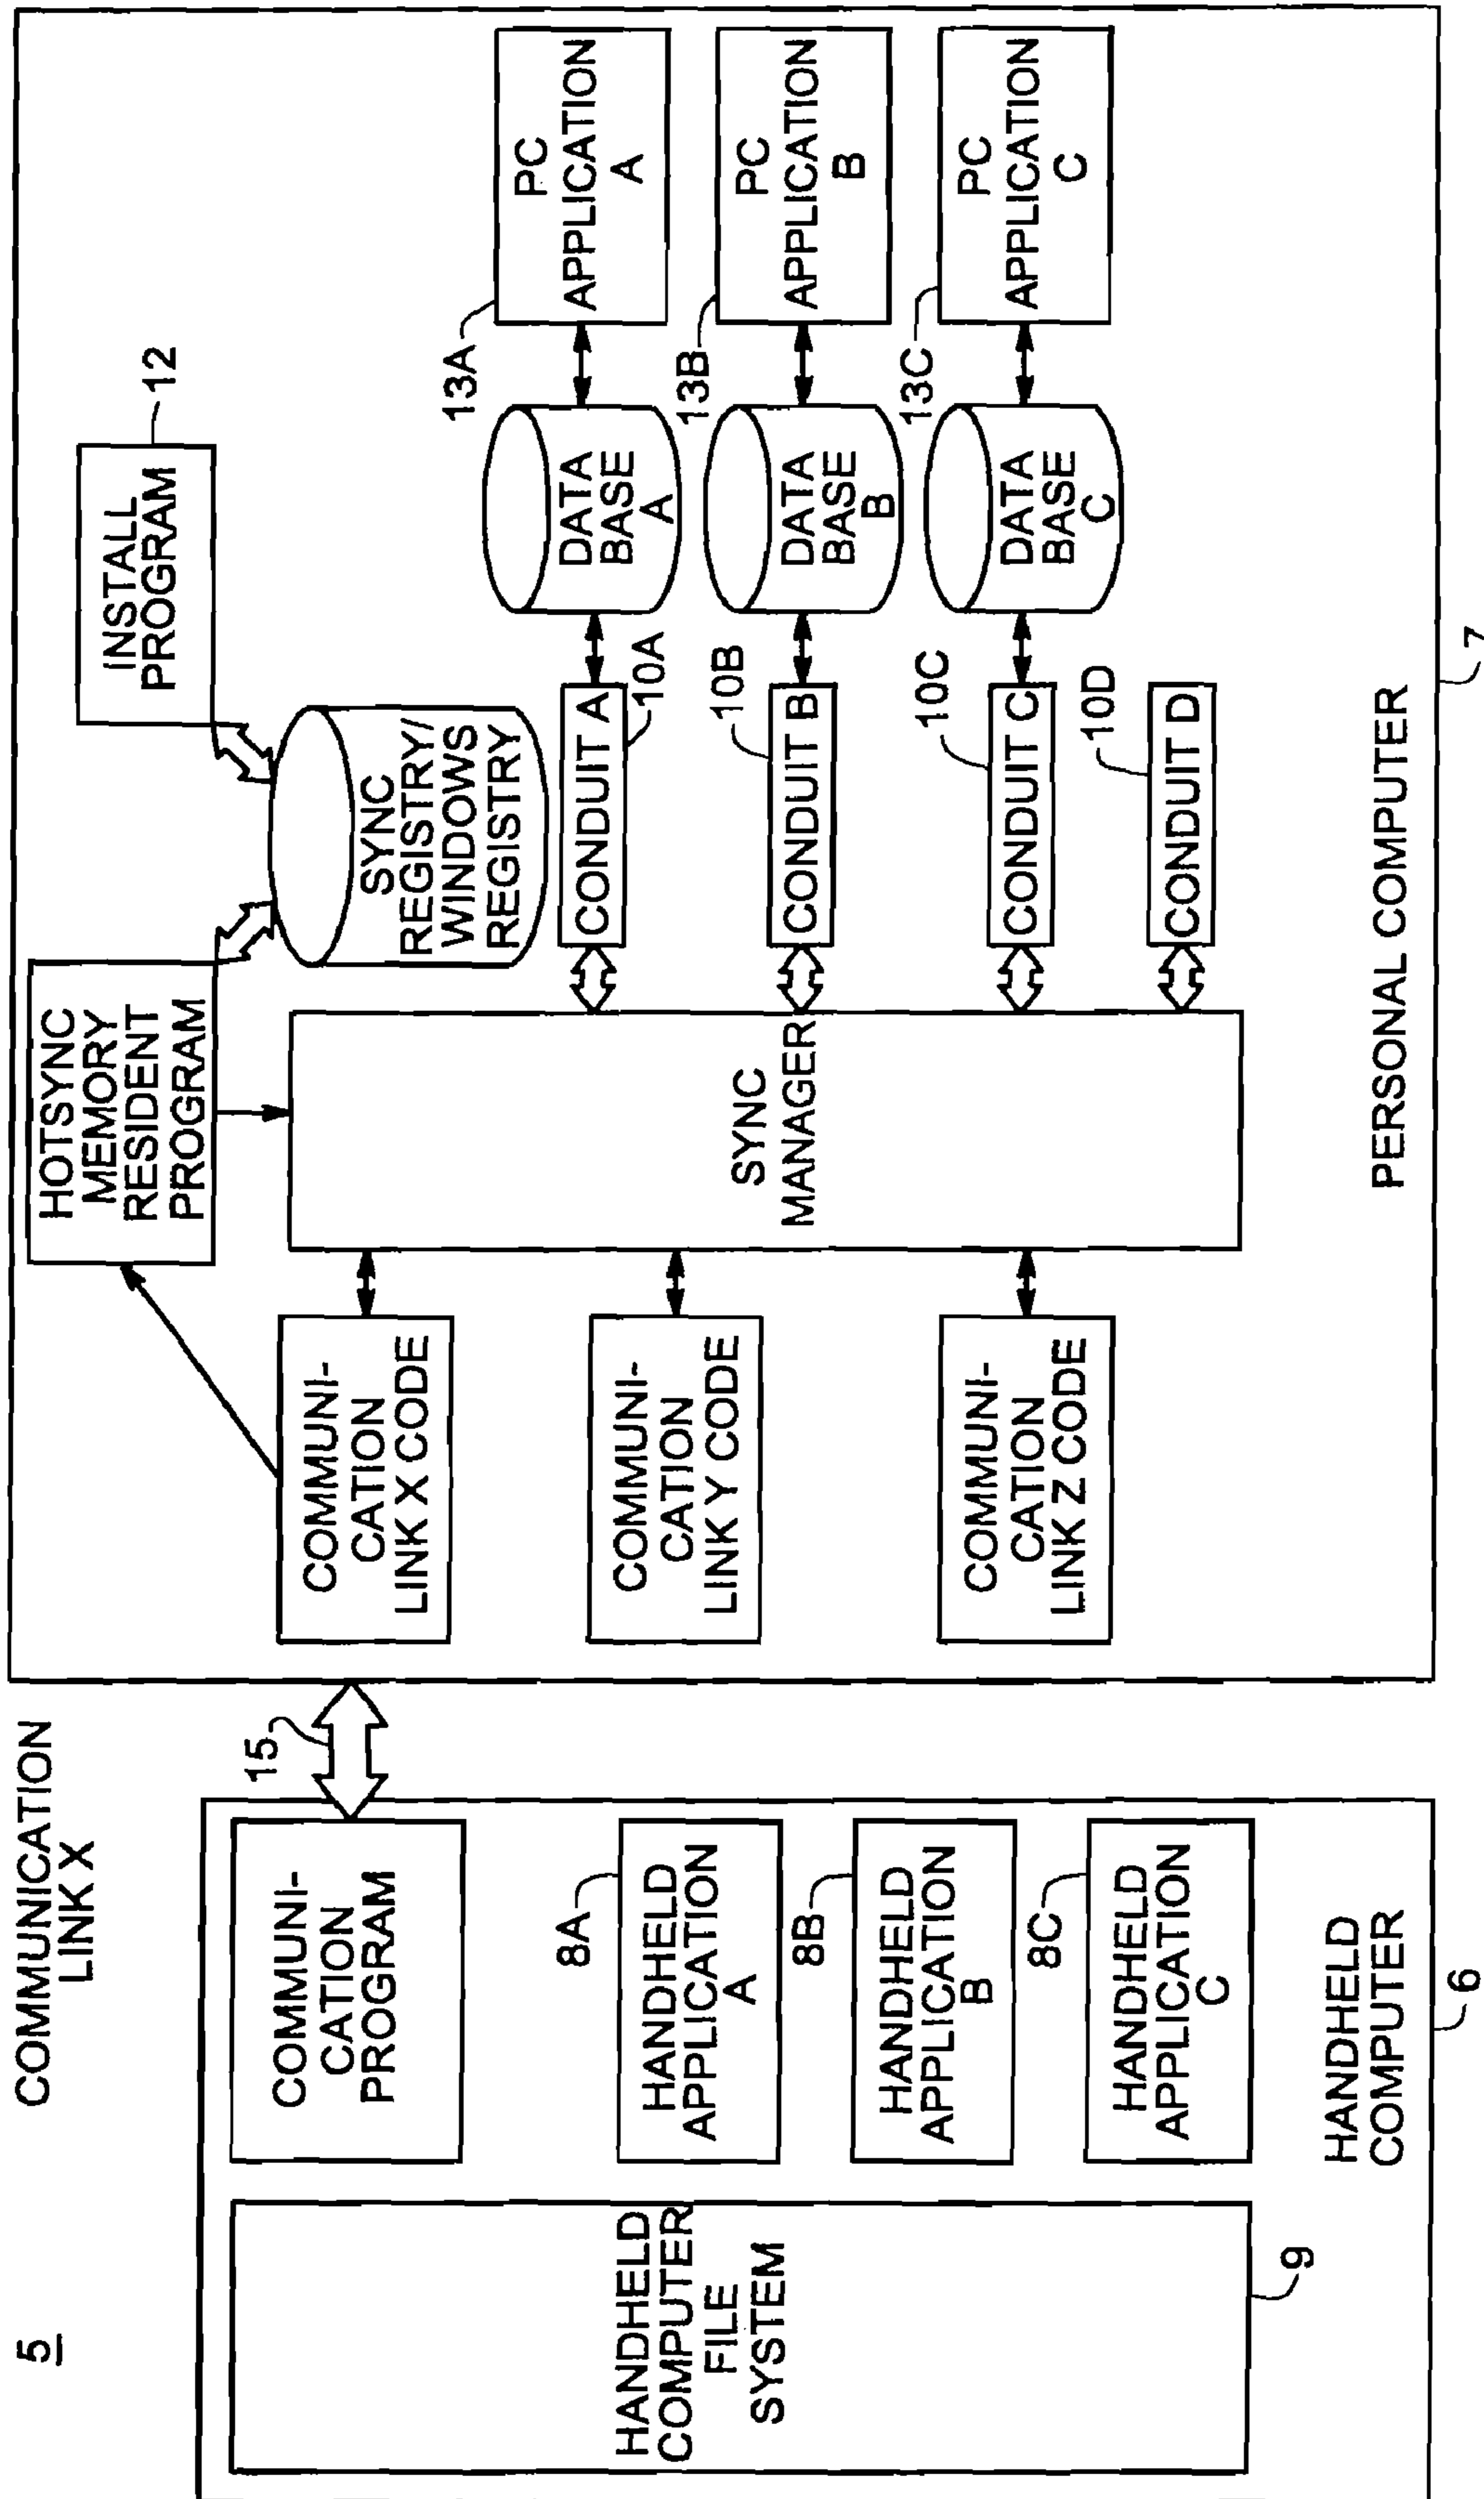 5
COMMUNICATION
LINK X
15
HANDHELD
COMPUTER
FILE
SYSTEM
9
COMMUNI-
CATION
PROGRAM
8A
HANDHELD
APPLICATION
A
8B
HANDHELD
APPLICATION
B
8C
HANDHELD
APPLICATION
C
HANDHELD
COMPUTER
6
COMMUNI-
CATION
LINK X CODE
COMMUNI-
CATION
LINK Y CODE
COMMUNI-
CATION
LINK Z CODE
HOTSYNC
MEMORY
RESIDENT
PROGRAM
SYNC
MANAGER
INSTALL
PROGRAM
12
SYNC
REGISTRY/
WINDOWS
REGISTRY
CONDUIT A
10A
CONDUIT B
10B
CONDUIT C
10C
CONDUIT D
10D
DATA
BASE
A
DATA
BASE
B
DATA
BASE
C
13A
PC
APPLICATION
A
13B
PC
APPLICATION
B
13C
PC
APPLICATION
C
PERSONAL COMPUTER
7